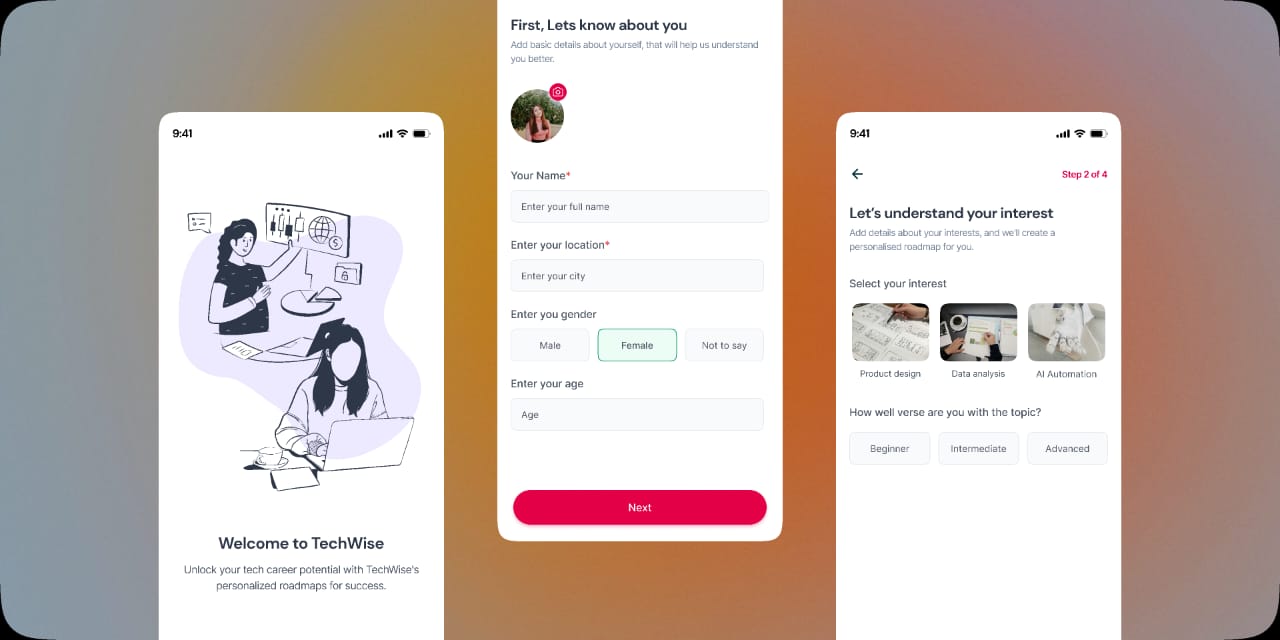 9:41
Welcome to TechWise
Unlock your tech career potential with TechWise's
personalized roadmaps for success.
First, Lets know about you
Add basic details about yourself, that will help us understand
you better.
Your Name*
Enter your full name
Enter your location*
Enter your city
Enter you gender
Male
Female
Not to say
Enter your age
Age
Next
9:41
Step 2 of 4
Let's understand your interest
Add details about your interests, and we'll create a
personalised roadmap for you.
Select your interest
Product design
Data analysis
AI Automation
How well verse are you with the topic?
Beginner
Intermediate
Advanced